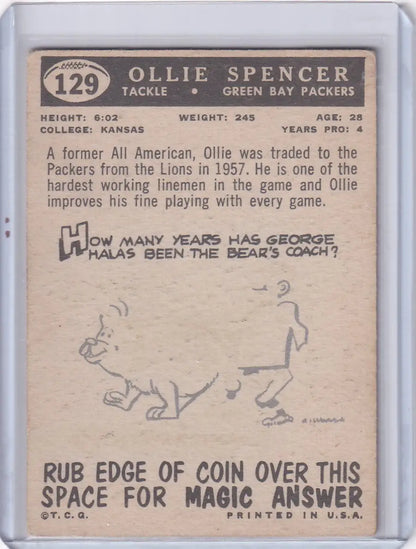 129
OLLIE SPENCER
TACKLE • GREEN BAY PACKERS
HEIGHT: 6:02 WEIGHT: 245 AGE: 28
COLLEGE: KANSAS YEARS PRO: 4
A former All American, Ollie was traded to the
Packers from the Lions in 1957. He is one of the
hardest working linemen in the game and Ollie
improves his fine playing with every game.
HOW MANY YEARS HAS GEORGE
HALAS BEEN THE BEAR'S COACH?
RUB EDGE OF COIN OVER THIS
SPACE FOR MAGIC ANSWER
©T.C.G. PRINTED IN U.S.A.